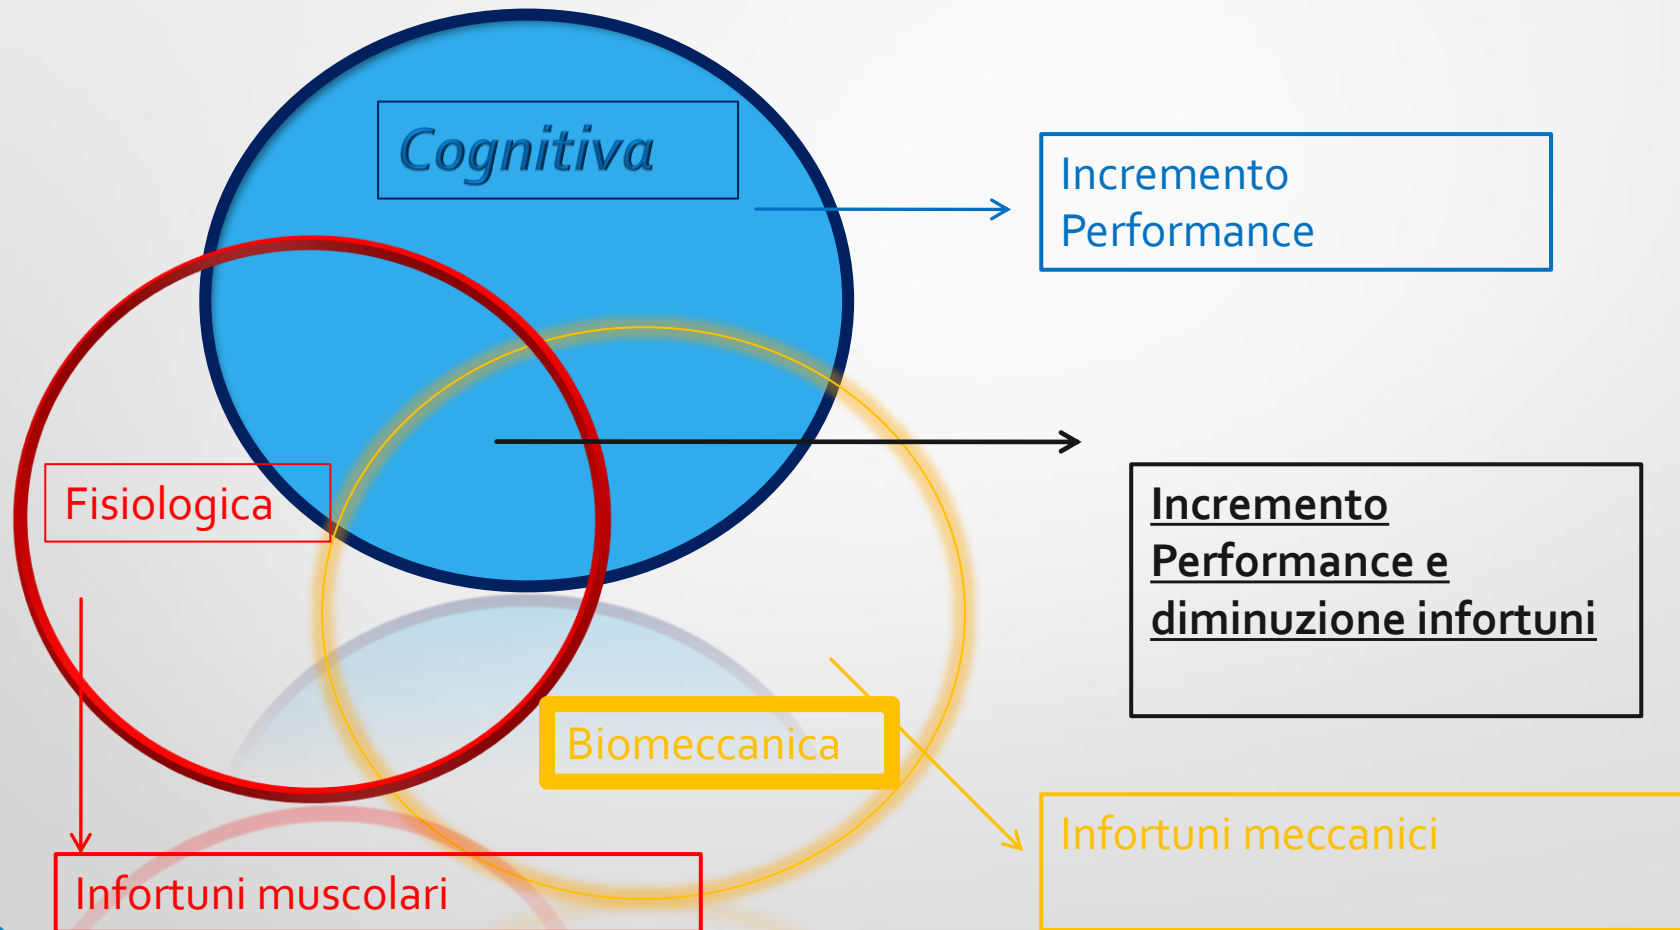 Cognitiva
Incremento
Performance
Fisiologica
Incremento
Performance e
diminuzione infortuni
Biomeccanica
Infortuni meccanici
Infortuni muscolari